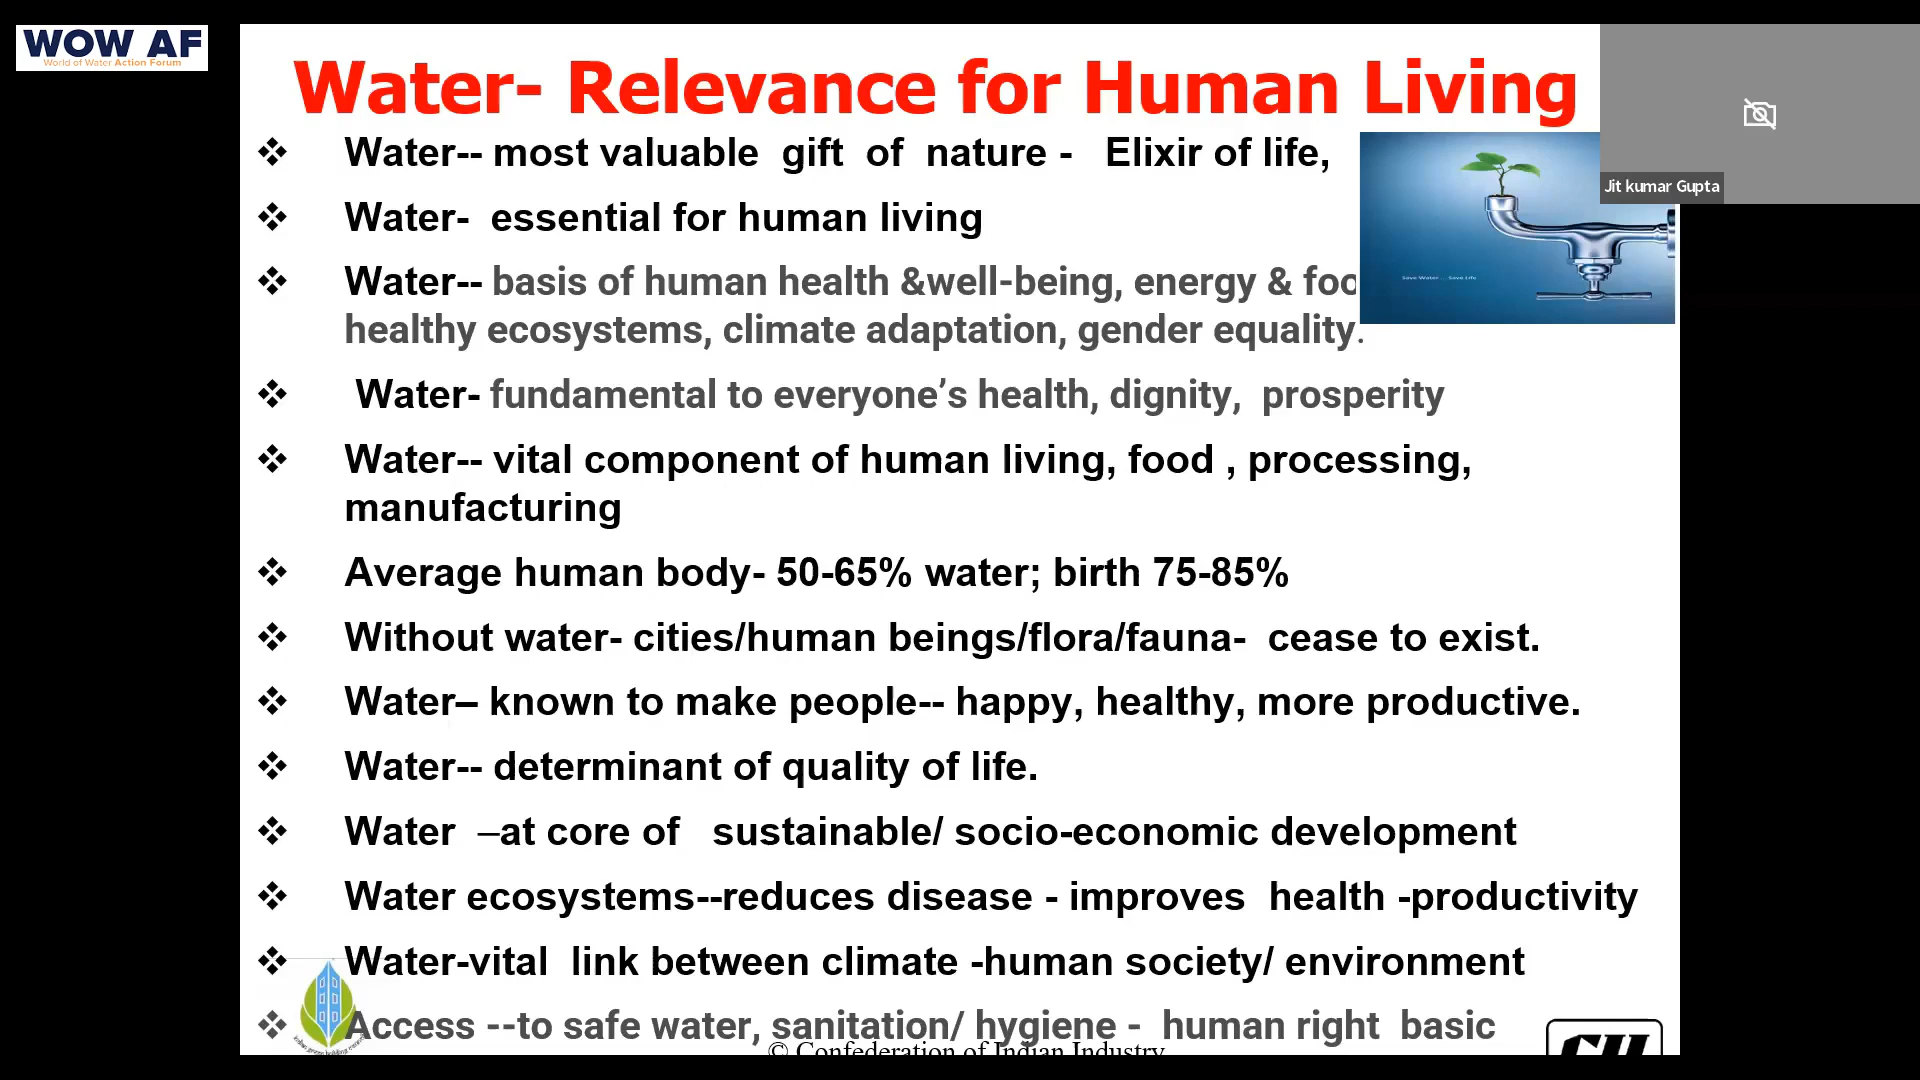 WOW AF
World of Water Action Forum
Water- Relevance for Human Living
Jit kumar Gupta
❖ Water-- most valuable gift of nature - Elixir of life,
❖ Water- essential for human living
❖ Water-- basis of human health &well-being, energy &
healthy ecosystems, climate adaptation, gender equality.
Save Water ... Save Life
❖ Water- fundamental to everyone’s health, dignity, prosperity
❖ Water-- vital component of human living, food , processing,
manufacturing
❖ Average human body- 50-65% water; birth 75-85%
❖ Without water- cities/human beings/flora/fauna- cease to exist.
❖ Water– known to make people-- happy, healthy, more productive.
❖ Water-- determinant of quality of life.
❖ Water –at core of sustainable/ socio-economic development
❖ Water ecosystems--reduces disease - improves health -productivity
❖ Water-vital link between climate -human society/ environment
❖ Access --to safe water, sanitation/ hygiene - human right basic
© Confederation of Indian Industry
CII